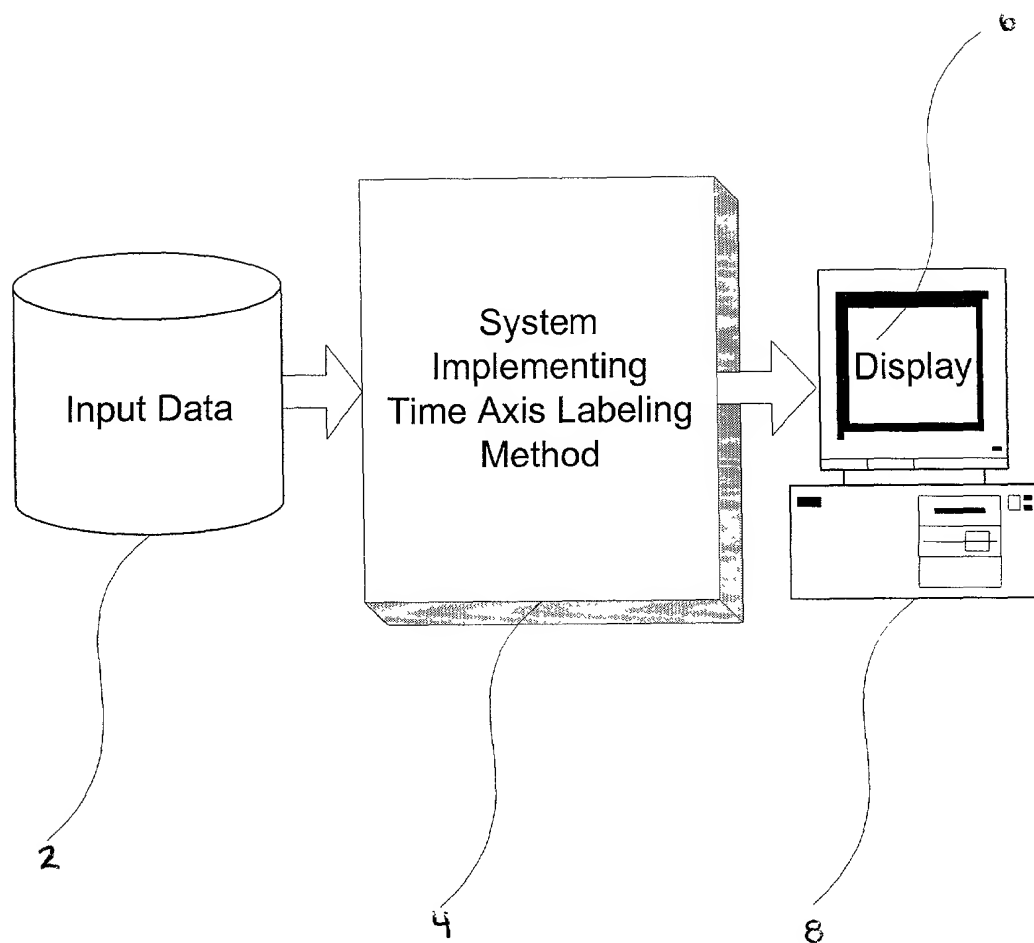 6
Input Data
System
Implementing
Time Axis Labeling
Method
Display
2
4
8